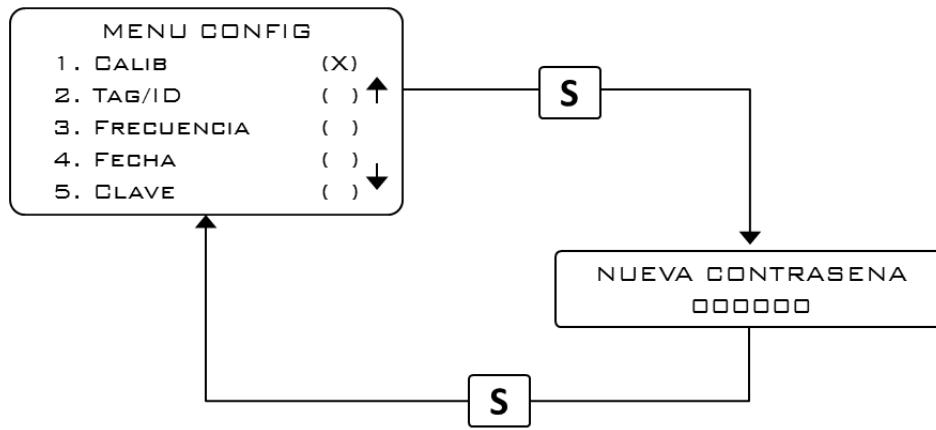 MENU CONFIG
1. CALIB (X)
2. TAG/ID ( )
3. FRECUENCIA ( )
4. FECHA ( )
5. CLAVE ( )
S
NUEVA CONTRASENA
000000
S